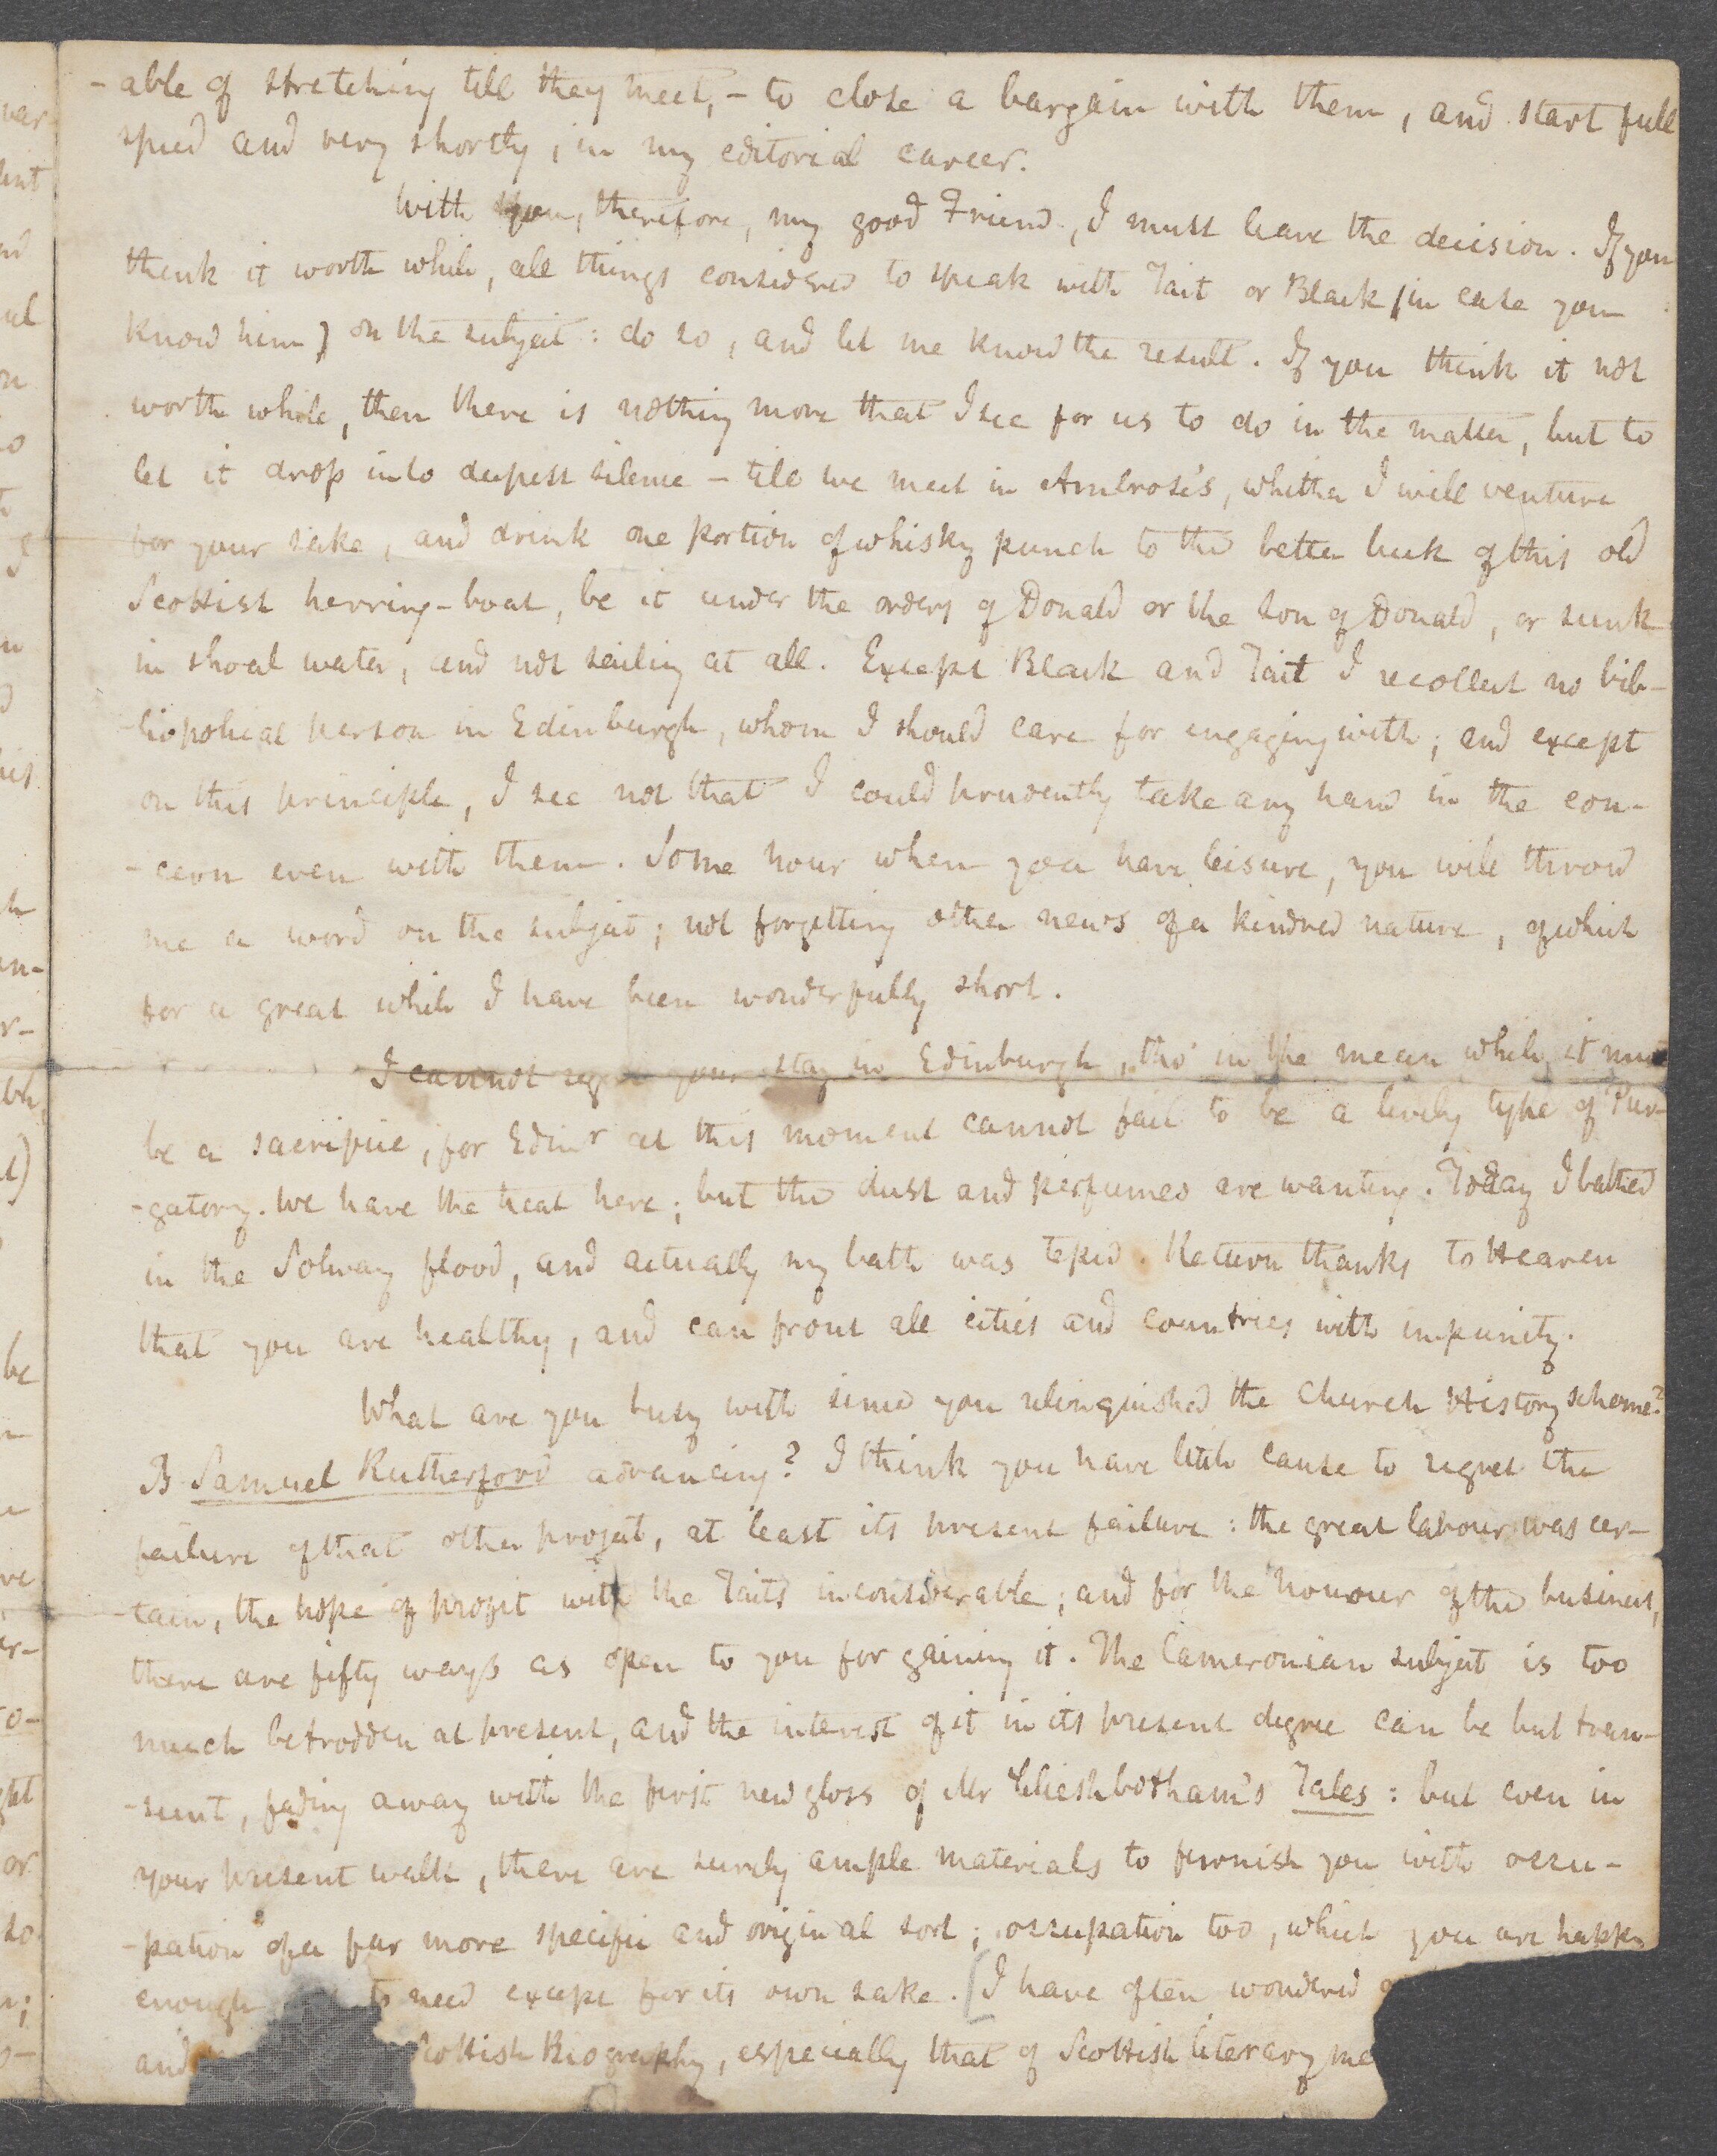 -able of stretching till they meet, – to close a bargain with them, and start full
speed and very shortly, in my editorial career.
With you, therefore, my good Friend, I must leave the decision. If you
think it worth while, all things considered to speak with Tait or Black (in case you
know him) on the subject: do so, and let me know the result. If you think it not
worth while, then there is nothing more that I see for us to do in the matter, but to
let it drop into deepest silence – till we meet in Ambrose's, whither I will venture
for your sake, and drink one portion of whisky punch to the better luck of this old
Scottish herring-boat, be it under the orders of Donald or the Son of Donald, or sunk
in shoal water, and not sailing at all. Except Black and Tait I recollect no bib-
-liopolical person in Edinburgh, whom I should care for engaging with; and except
on this principle, I see not that I could prudently take any hand in the con-
-cern even with them. Some hour when you have leisure, you will throw
me a word on the subject; not forgetting other news of a kindred nature, of which
for a great while I have been wonderfully short.
I cannot regret your stay in Edinburgh, tho' in the mean while it must
be a sacrifice, for Edinr at this moment cannot fail to be a lively type of Pur-
-gatory. We have the heat here; but the dust and perfumes are wanting. Today I bathed
in the Solway flood, and actually my bath was tepid. Return thanks to Heaven
that you are healthy, and can front all cities and countries with impunity.
What are you busy with since you relinquished the Church History scheme?
Is Samuel Rutherford advancing? I think you have little cause to regret the
failure of that other project, at least its present failure: the great labour was cer-
-tain, the hope of profit with the Taits inconsiderable; and for the honour of the business,
there are fifty ways as open to you for gaining it. The Cameronian subject is too
much betrodden at present, and the interest of it in its present degree can be but tran-
-sient, fading away with the first new gloss of Mr Cleishbotham's Tales: but even in
your present walk, there are surely ample materials to furnish you with occu-
-pation of a far more specific and original sort; occupation too, which you are happy
enough to need except for its own sake. [I have often wondered
and Scottish Biography, especially that of Scottish literary me